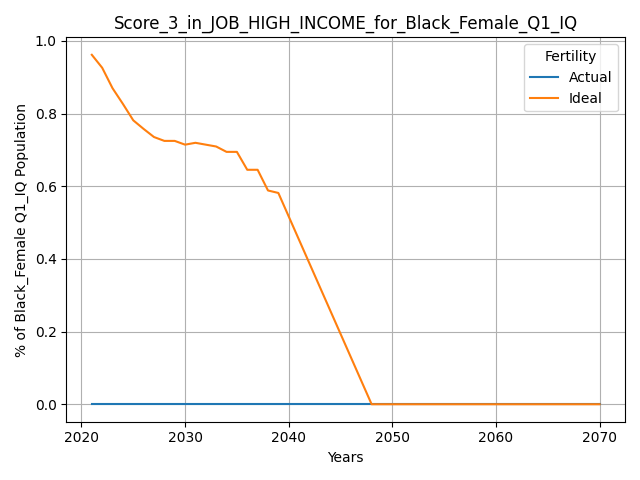 Score_3_in_JOB_HIGH_INCOME_for_Black_Female_Q1_IQ
Fertility
Actual
Ideal
% of Black_Female Q1_IQ Population
1.0
0.8
0.6
0.4
0.2
0.0
2020 2030 2040 2050 2060 2070
Years